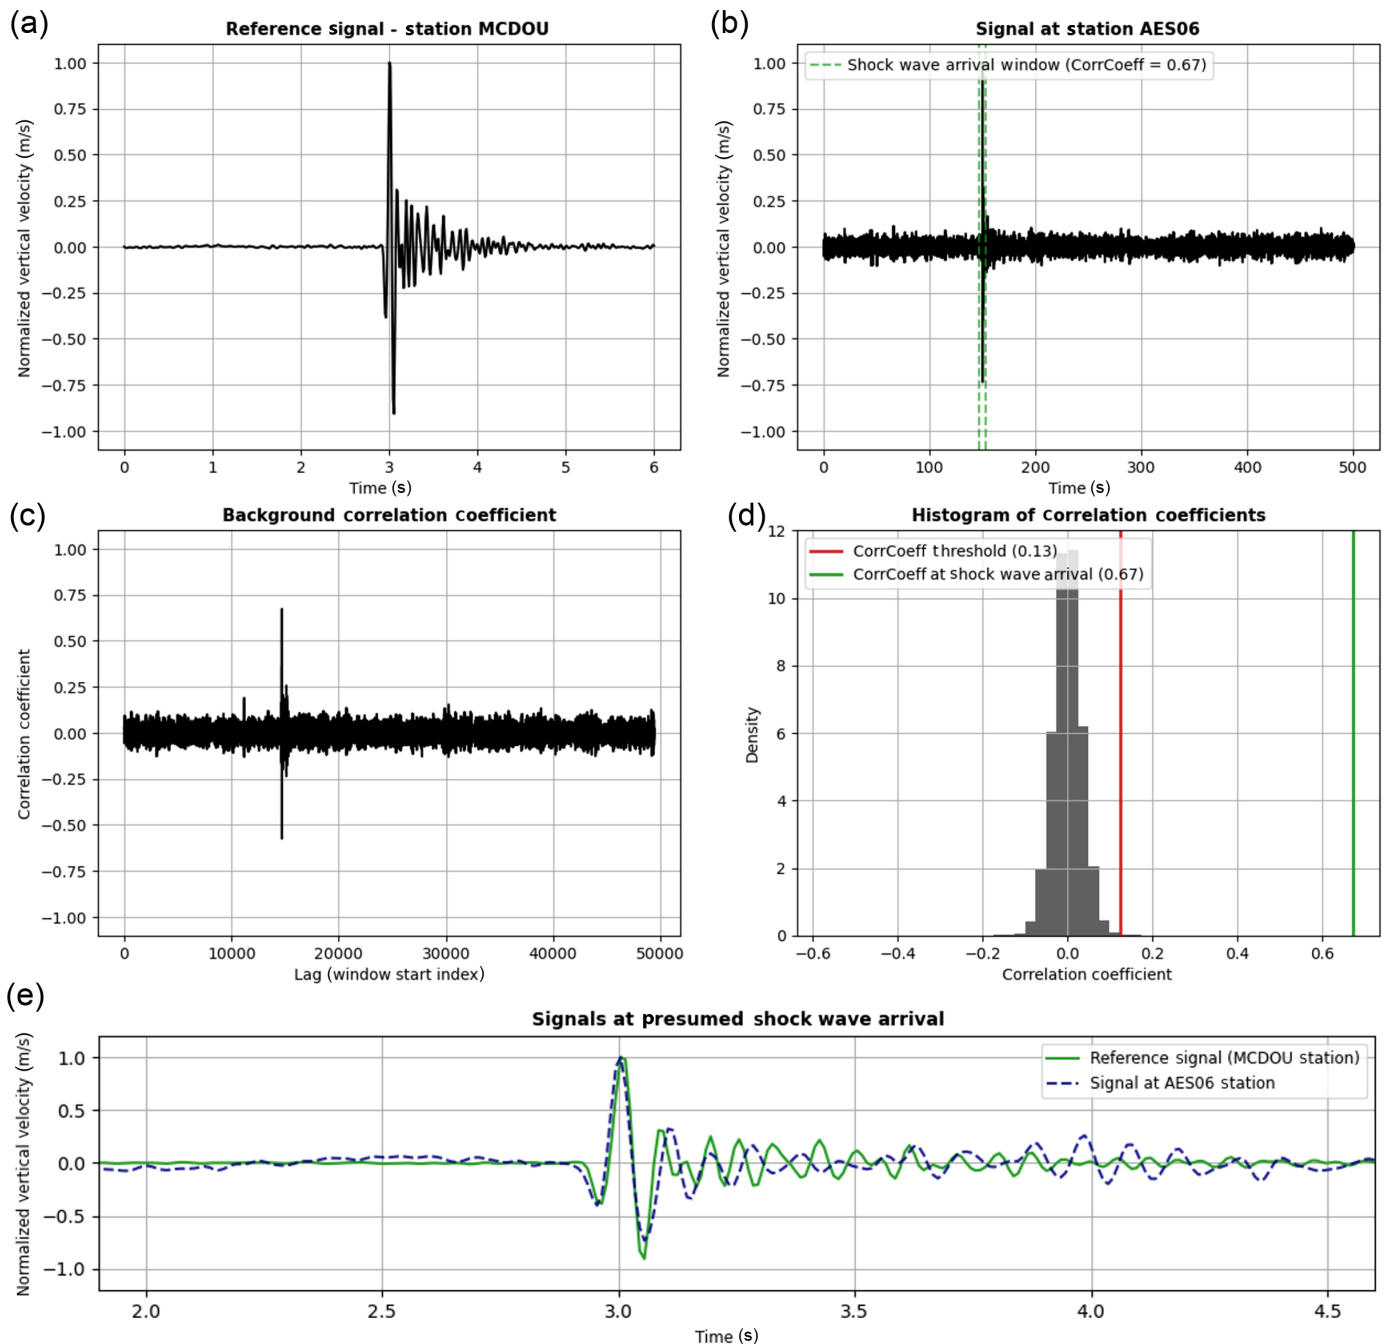 (a)
Reference signal - station MCDOU
Normalized vertical velocity (m/s)
1.00
0.75
0.50
0.25
0.00
−0.25
−0.50
−0.75
−1.00
0 1 2 3 4 5 6
Time (s)
(b)
Signal at station AES06
Shock wave arrival window (CorrCoeff = 0.67)
Normalized vertical velocity (m/s)
1.00
0.75
0.50
0.25
0.00
−0.25
−0.50
−0.75
−1.00
0 100 200 300 400 500
Time (s)
(c)
Background correlation coefficient
Correlation coefficient
1.00
0.75
0.50
0.25
0.00
−0.25
−0.50
−0.75
−1.00
0 10000 20000 30000 40000 50000
Lag (window start index)
(d)
Histogram of correlation coefficients
CorrCoeff threshold (0.13)
CorrCoeff at shock wave arrival (0.67)
Density
12
10
8
6
4
2
0
−0.6 −0.4 −0.2 0.0 0.2 0.4 0.6
Correlation coefficient
(e)
Signals at presumed shock wave arrival
Reference signal (MCDOU station)
Signal at AES06 station
Normalized vertical velocity (m/s)
1.0
0.5
0.0
−0.5
−1.0
2.0 2.5 3.0 3.5 4.0 4.5
Time (s)